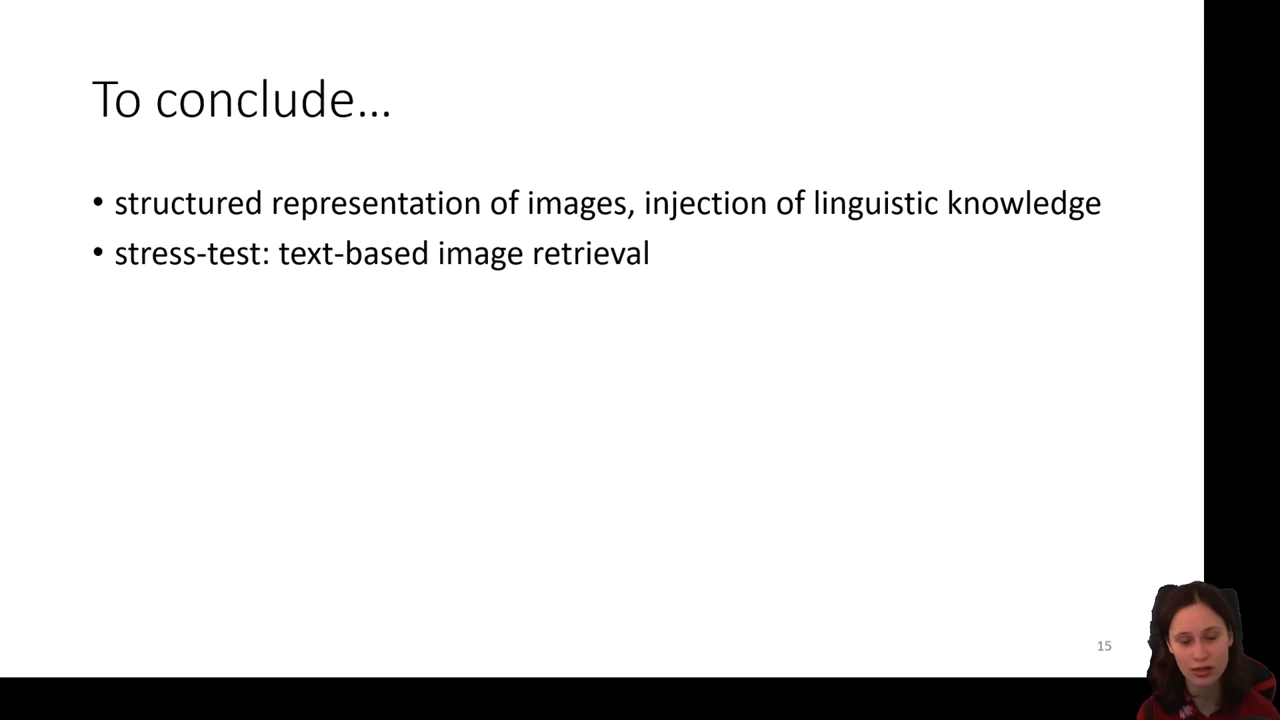 To conclude…
• structured representation of images, injection of linguistic knowledge
• stress-test: text-based image retrieval
15